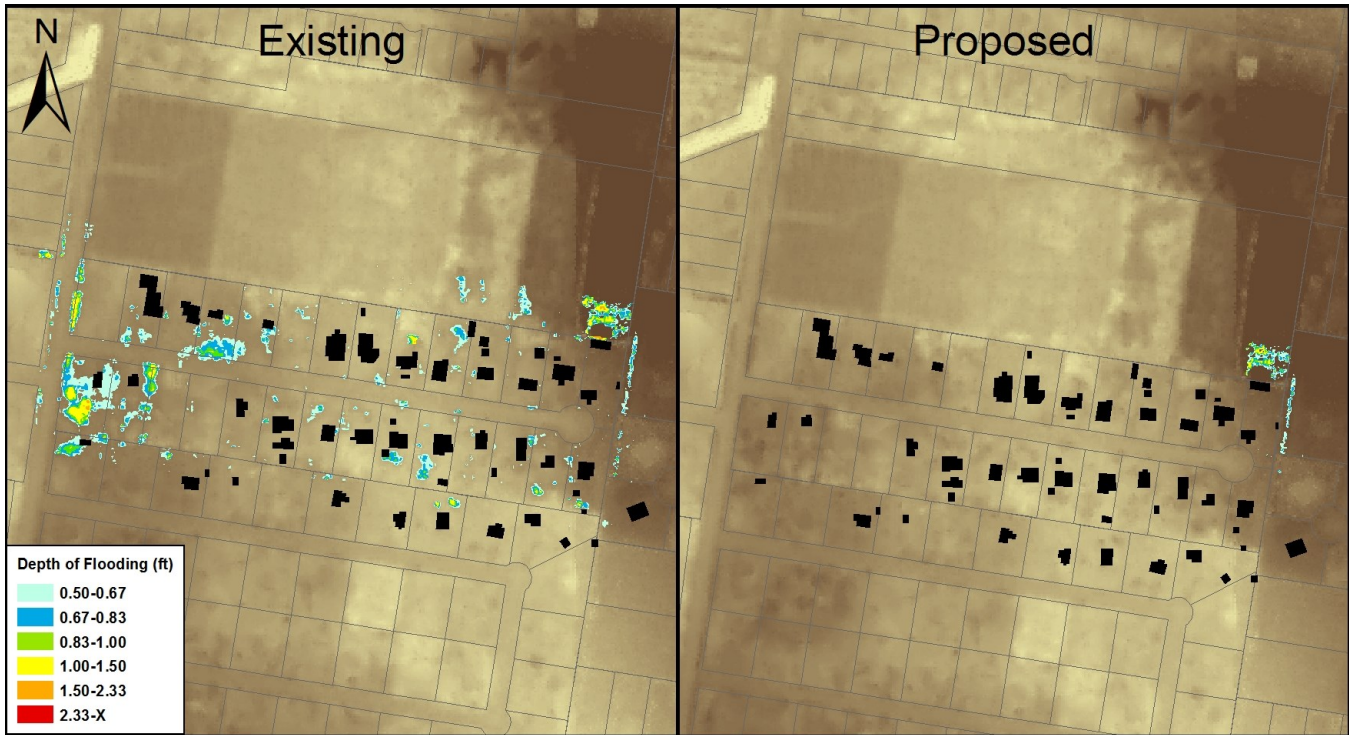 Existing
Proposed
N
Depth of Flooding (ft)
0.50-0.67
0.67-0.83
0.83-1.00
1.00-1.50
1.50-2.33
2.33-X